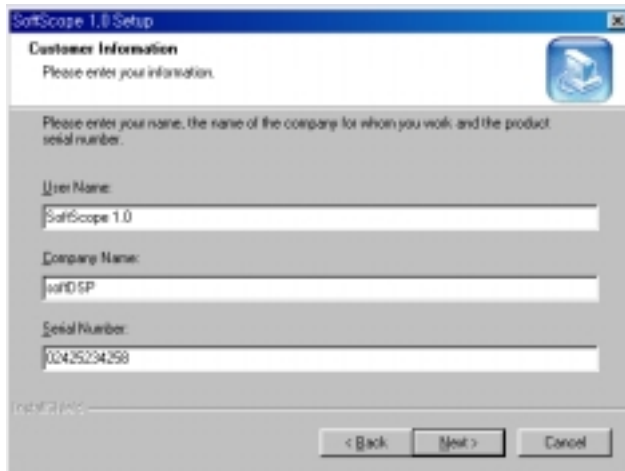 SoftScope 1.0 Setup
Customer Information
Please enter your information.
Please enter your name, the name of the company for whom you work and the product
serial number.
User Name:
SoftScope 1.0
Company Name:
softDSP
Serial Number:
02425234258
InstallShield
< Back
Next >
Cancel